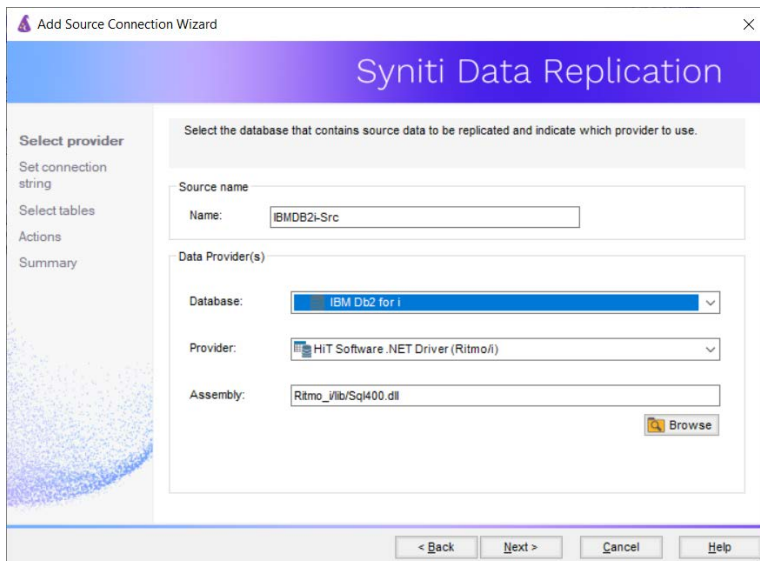 Add Source Connection Wizard
Syniti Data Replication
Select provider
Set connection
string
Select tables
Actions
Summary
Select the database that contains source data to be replicated and indicate which provider to use.
Source name
Name:
IBMDB2i-Src
Data Provider(s)
Database:
IBM Db2 for i
Provider:
HiT Software .NET Driver (Ritmo/i)
Assembly:
Ritmo_i/lib/Sql400.dll
Browse
< Back
Next >
Cancel
Help